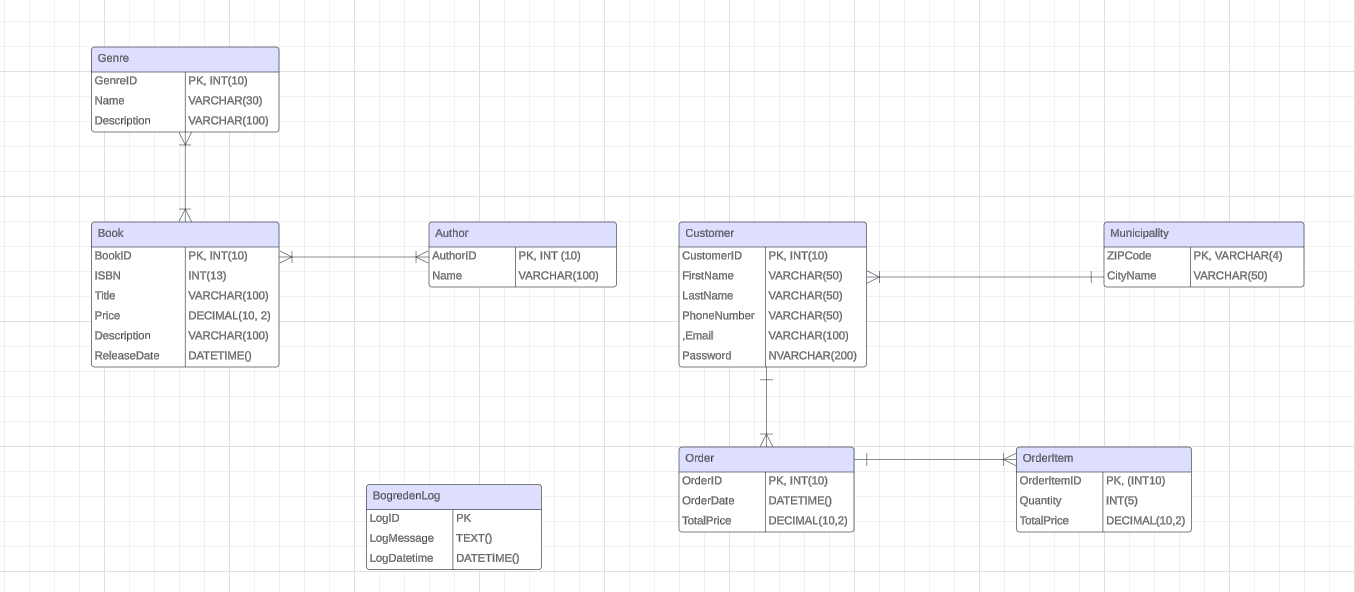 Genre
GenreID PK, INT(10)
Name VARCHAR(30)
Description VARCHAR(100)
Book
BookID PK, INT(10)
ISBN INT(13)
Title VARCHAR(100)
Price DECIMAL(10, 2)
Description VARCHAR(100)
ReleaseDate DATETIME()
Author
AuthorID PK, INT (10)
Name VARCHAR(100)
Customer
CustomerID PK, INT(10)
FirstName VARCHAR(50)
LastName VARCHAR(50)
PhoneNumber VARCHAR(50)
,Email VARCHAR(100)
Password NVARCHAR(200)
Municipality
ZIPCode PK, VARCHAR(4)
CityName VARCHAR(50)
Order
OrderID PK, INT(10)
OrderDate DATETIME()
TotalPrice DECIMAL(10,2)
OrderItem
OrderItemID PK, (INT10)
Quantity INT(5)
TotalPrice DECIMAL(10,2)
BogredenLog
LogID PK
LogMessage TEXT()
LogDatetime DATETIME()